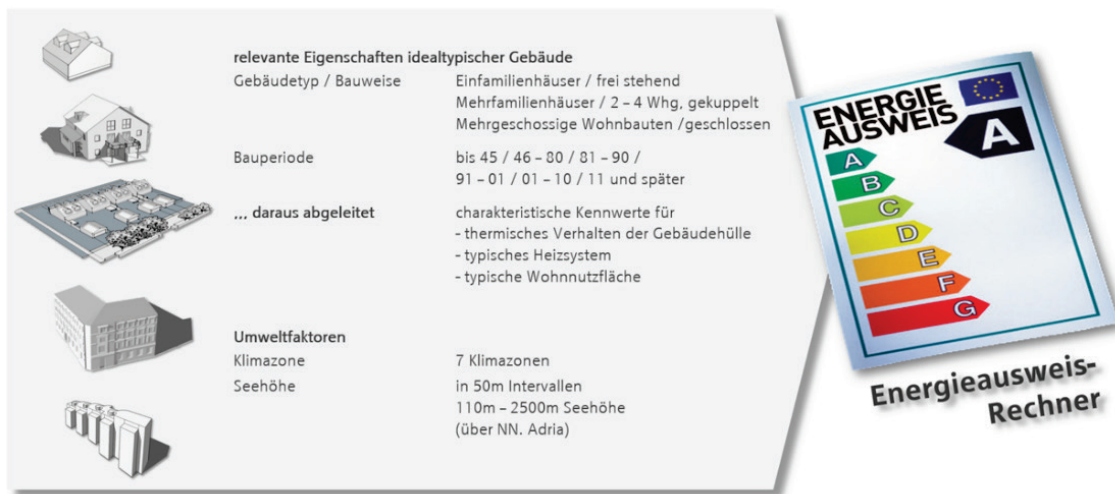 relevante Eigenschaften idealtypischer Gebäude
Gebäudetyp / Bauweise Einfamilienhäuser / frei stehend
Mehrfamilienhäuser / 2 – 4 Whg, gekuppelt
Mehrgeschossige Wohnbauten /geschlossen
Bauperiode bis 45 / 46 – 80 / 81 – 90 /
91 – 01 / 01 – 10 / 11 und später
... daraus abgeleitet charakteristische Kennwerte für
- thermisches Verhalten der Gebäudehülle
- typisches Heizsystem
- typische Wohnnutzfläche
Umweltfaktoren
Klimazone 7 Klimazonen
Seehöhe in 50m Intervallen
110m – 2500m Seehöhe
(über NN. Adria)
ENERGIE
AUSWEIS
A
A
B
C
D
E
F
G
Energieausweis-
Rechner